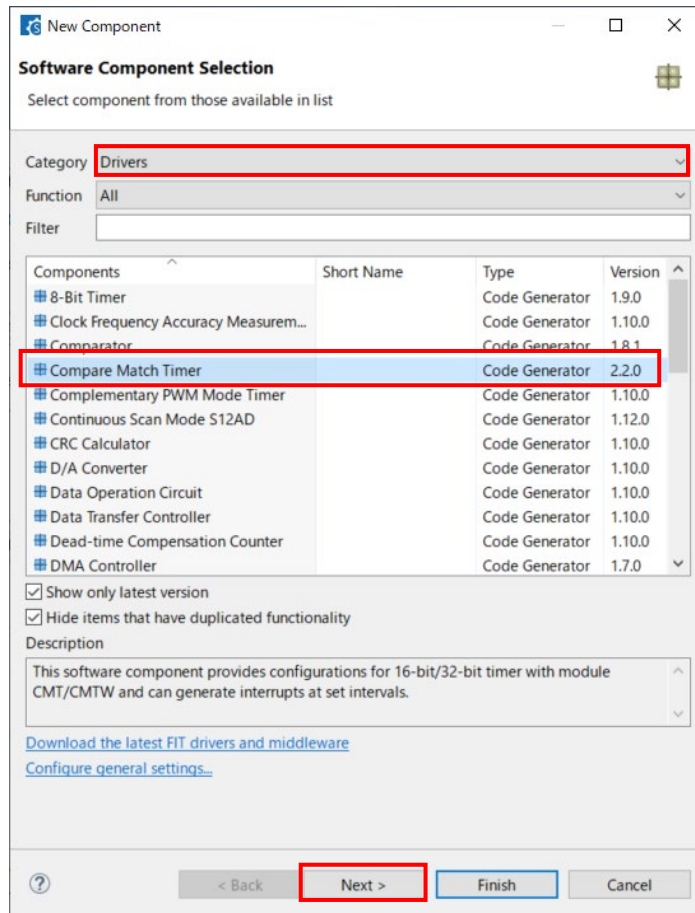 New Component
Software Component Selection
Select component from those available in list
Category Drivers
Function All
Filter
Components Short Name Type Version
8-Bit Timer Code Generator 1.9.0
Clock Frequency Accuracy Measurem... Code Generator 1.10.0
Comparator Code Generator 1.8.1
Compare Match Timer Code Generator 2.2.0
Complementary PWM Mode Timer Code Generator 1.10.0
Continuous Scan Mode S12AD Code Generator 1.12.0
CRC Calculator Code Generator 1.10.0
D/A Converter Code Generator 1.10.0
Data Operation Circuit Code Generator 1.10.0
Data Transfer Controller Code Generator 1.10.0
Dead-time Compensation Counter Code Generator 1.10.0
DMA Controller Code Generator 1.7.0
Show only latest version
Hide items that have duplicated functionality
Description
This software component provides configurations for 16-bit/32-bit timer with module
CMT/CMTW and can generate interrupts at set intervals.
Download the latest FIT drivers and middleware
Configure general settings...
? < Back Next > Finish Cancel